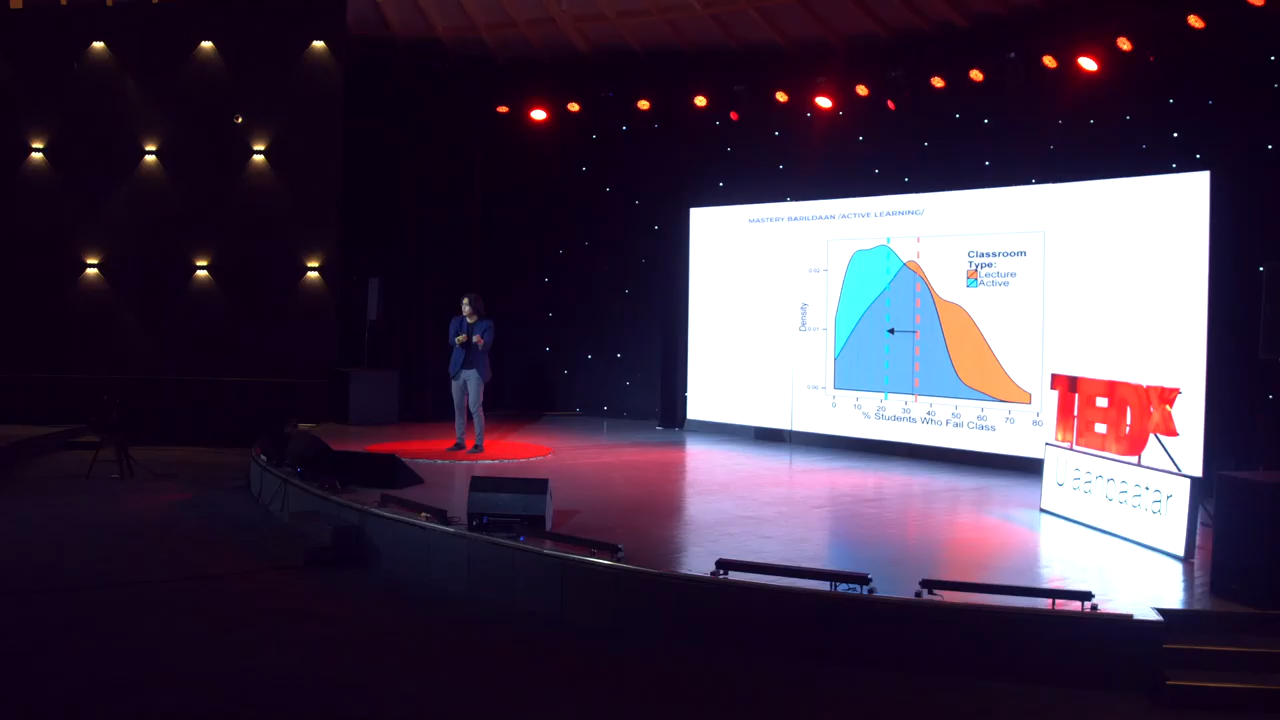 MASTERY BARILDAAN /ACTIVE LEARNING/
Classroom
Type:
Lecture
Active
Density
0.02
0.01
0.00
0 10 20 30 40 50 60 70 80
% Students Who Fail Class
TEDx
Ulaanbaatar